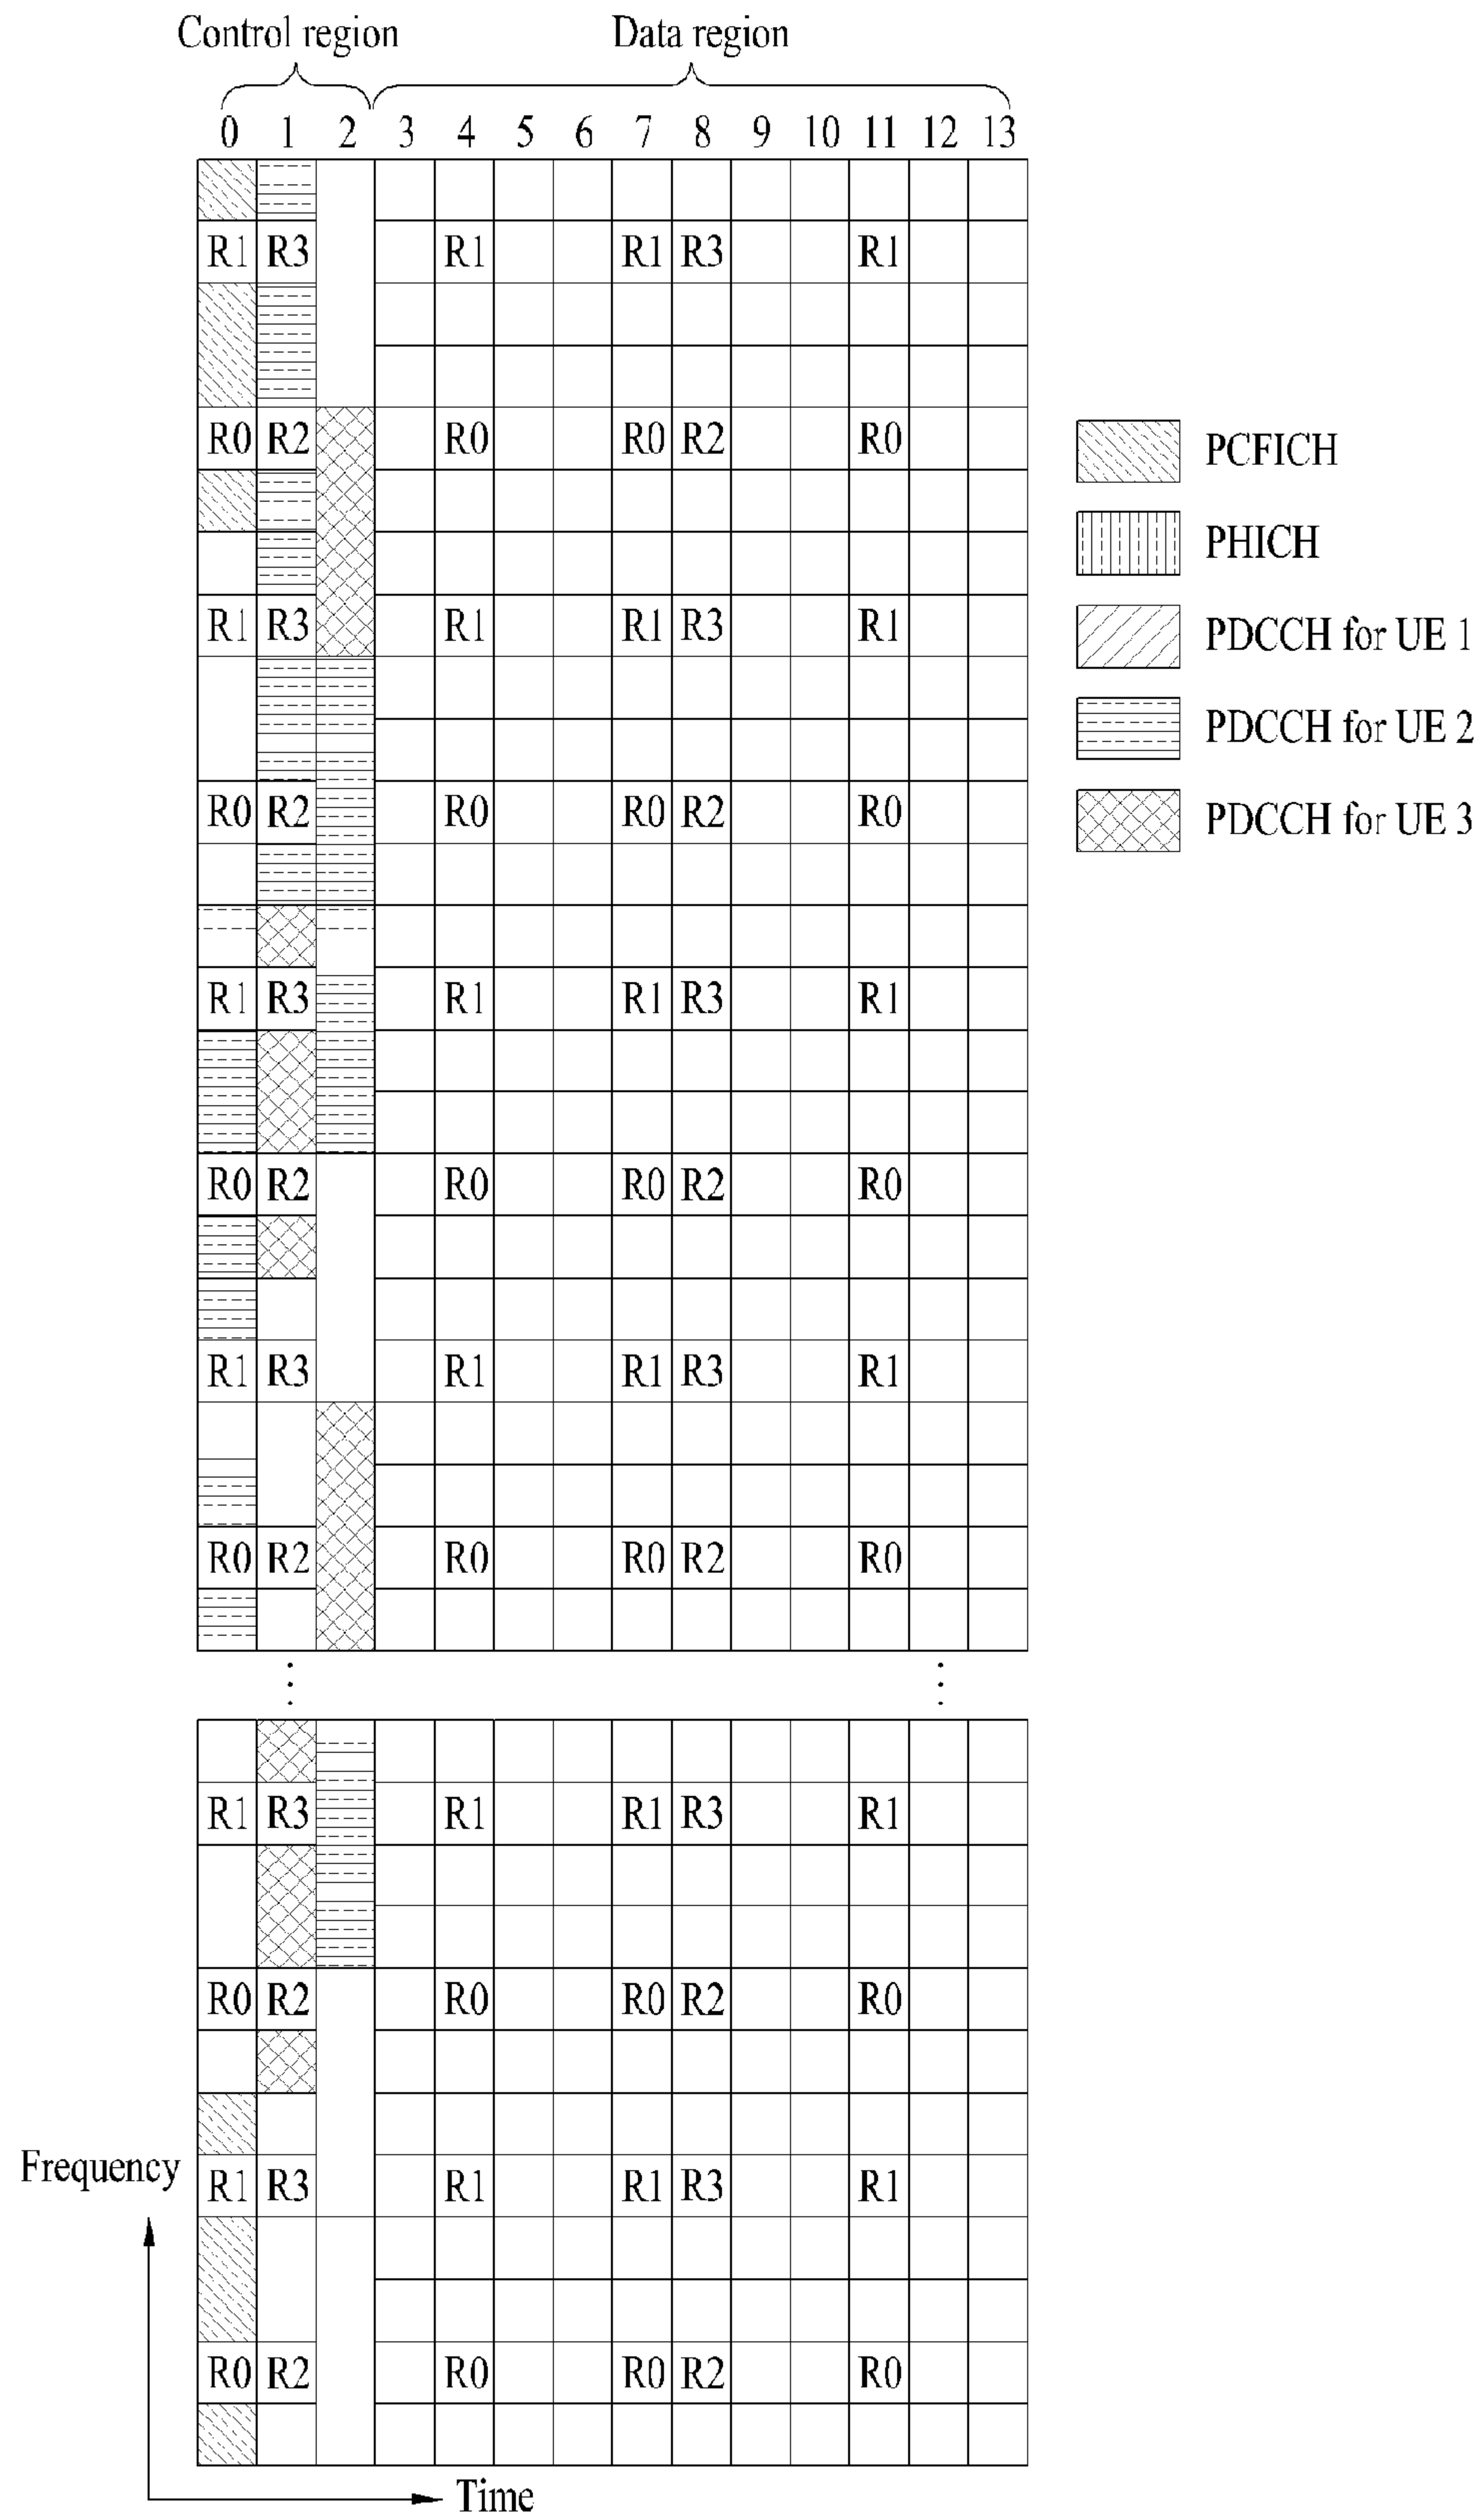 Control region Data region
0 1 2 3 4 5 6 7 8 9 10 11 12 13
R1 R3 R1 R1 R3 R1
R0 R2 R0 R0 R2 R0
PCFICH
PHICH
R1 R3 R1 R1 R3 R1
PDCCH for UE 1
PDCCH for UE 2
R0 R2 R0 R0 R2 R0
PDCCH for UE 3
R1 R3 R1 R1 R3 R1
R0 R2 R0 R0 R2 R0
R1 R3 R1 R1 R3 R1
R0 R2 R0 R0 R2 R0
R1 R3 R1 R1 R3 R1
R0 R2 R0 R0 R2 R0
Frequency
R1 R3 R1 R1 R3 R1
R0 R2 R0 R0 R2 R0
Time